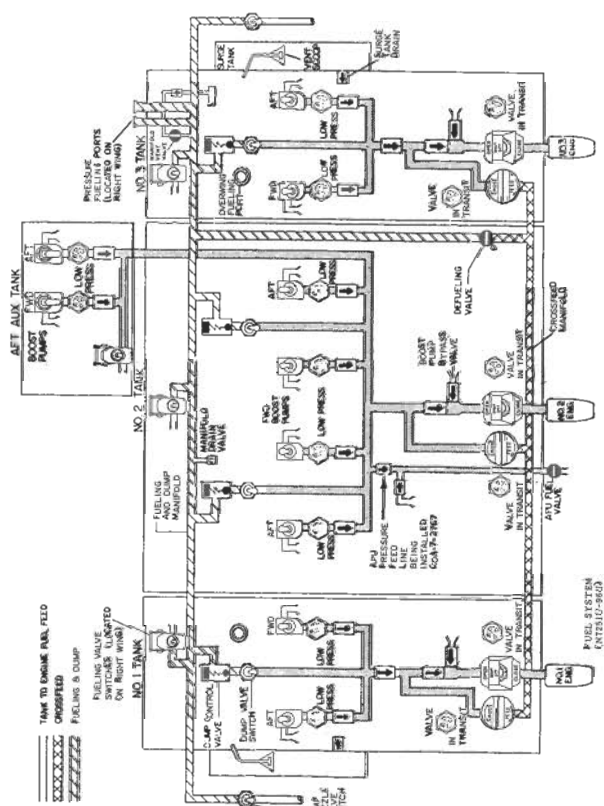 TANK TO ENGINE FUEL FEED
CROSSFEED
FUELING & DUMP
FUELING VALVE
SWITCHES (LOCATED
ON RIGHT WING)
NO. 1 TANK
DUMP CONTROL
VALVE
DUMP VALVE
SWITCH
AFT
FWD
LOW
PRESS
LOW
PRESS
VALVE
IN TRANSIT
VALVE
IN TRANSIT
NO.1
ENG
AFT AUX TANK
FWD
AFT
BOOST
PUMPS
LOW
PRESS
NO. 2 TANK
FUELING
AND DUMP
MANIFOLD
MANIFOLD
DRAIN
VALVE
AFT
FWD
BOOST
PUMPS
AFT
LOW
PRESS
LOW PRESS
LOW
PRESS
APU
PRESSURE
FEED
LINE
BEING
INSTALLED
VALVE
IN TRANSIT
APU FUEL
VALVE
BOOST PUMP
BYPASS
VALVE
VALVE
IN TRANSIT
NO.2
ENG
DEFUELING
VALVE
CROSSFEED
MANIFOLD
PRESSURE
FUELING PORTS
(LOCATED ON
RIGHT WING)
NO. 3 TANK
MANIFOLD
VENT
VALVE
OVERWING
FUELING
PORT
SURGE
TANK
VENT
SCOOP
SURGE
TANK
DRAIN
FWD
AFT
LOW
PRESS
LOW
PRESS
VALVE
IN TRANSIT
VALVE
IN TRANSIT
NO.3
ENG
FUEL SYSTEM